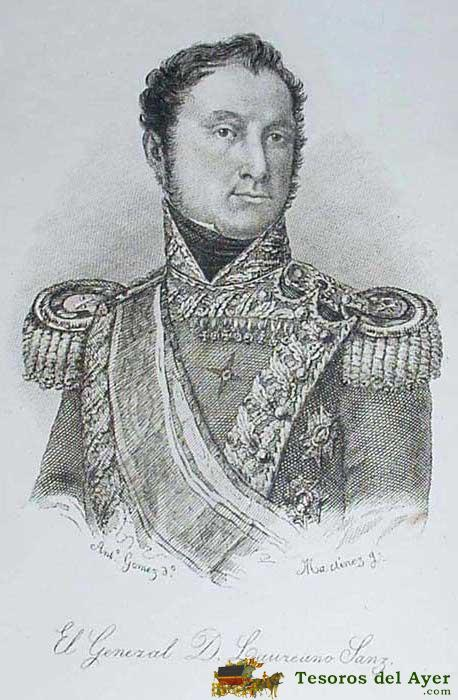 Antº Gomez dº
Martinez gº
El General D. Laureano Sanz.
Tesoros del Ayer
.com